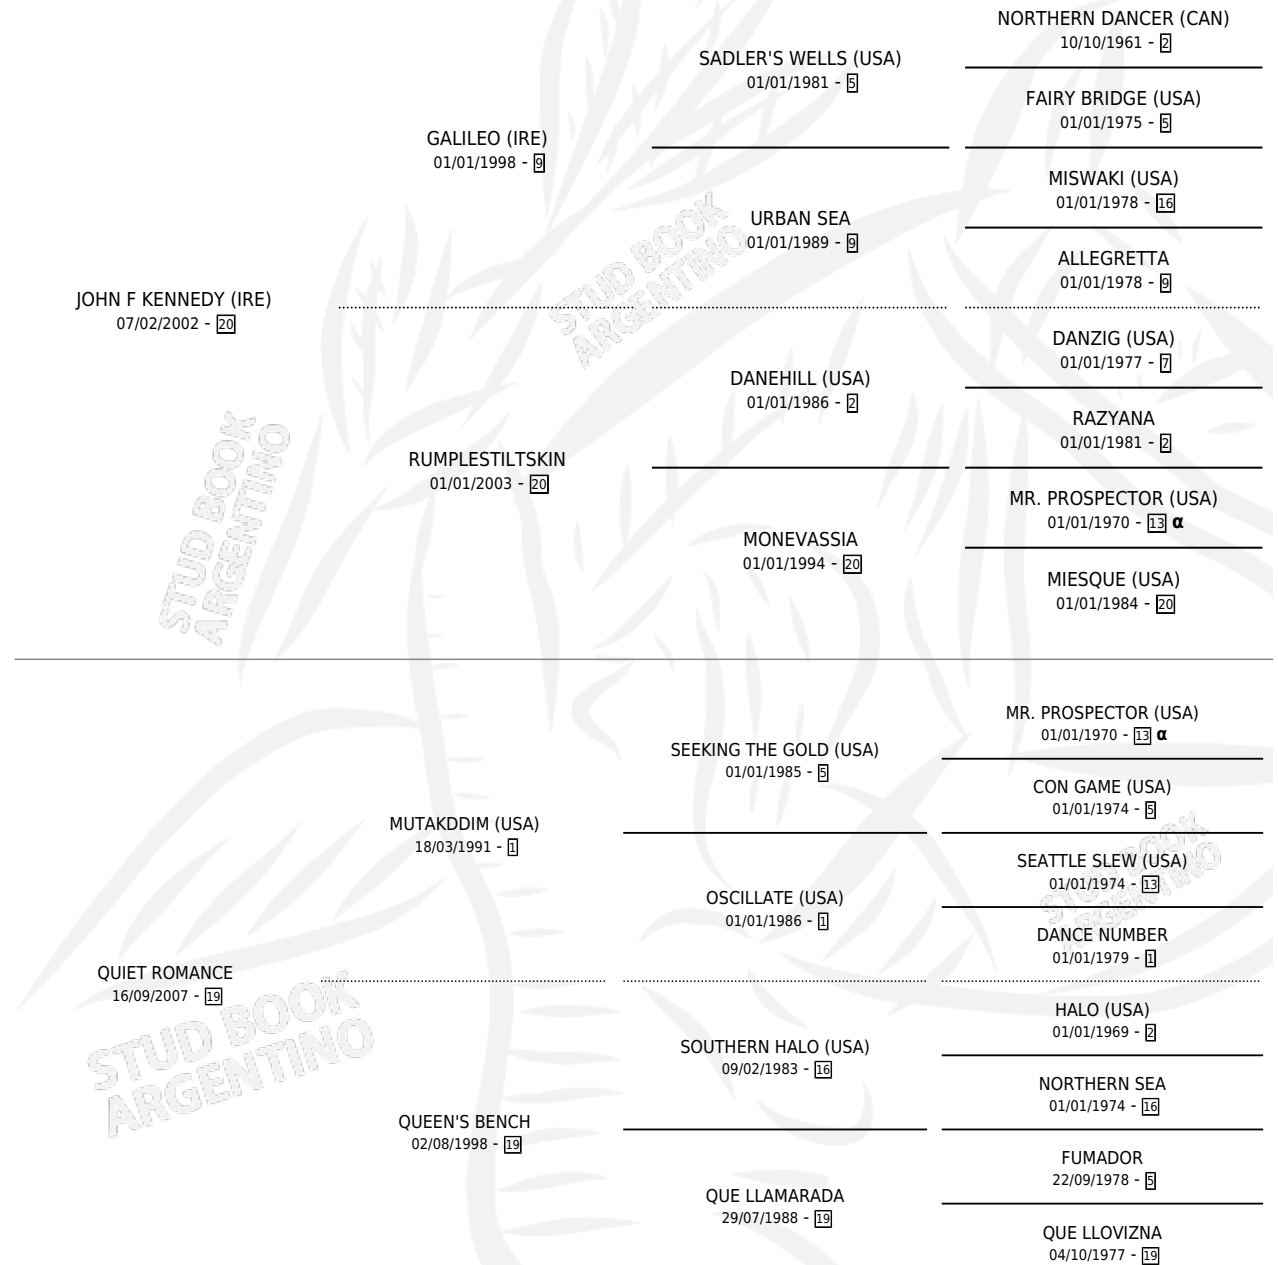 JOHN F KENNEDY (IRE)
07/02/2002 - 20
GALILEO (IRE)
01/01/1998 - 9
SADLER'S WELLS (USA)
01/01/1981 - 5
NORTHERN DANCER (CAN)
10/10/1961 - 2
FAIRY BRIDGE (USA)
01/01/1975 - 5
URBAN SEA
01/01/1989 - 9
MISWAKI (USA)
01/01/1978 - 16
ALLEGRETTA
01/01/1978 - 9
RUMPLESTILTSKIN
01/01/2003 - 20
DANEHILL (USA)
01/01/1986 - 2
DANZIG (USA)
01/01/1977 - 7
RAZYANA
01/01/1981 - 2
MONEVASSIA
01/01/1994 - 20
MR. PROSPECTOR (USA)
01/01/1970 - 13 α
MIESQUE (USA)
01/01/1984 - 20
QUIET ROMANCE
16/09/2007 - 19
MUTAKDDIM (USA)
18/03/1991 - 1
SEEKING THE GOLD (USA)
01/01/1985 - 5
MR. PROSPECTOR (USA)
01/01/1970 - 13 α
CON GAME (USA)
01/01/1974 - 5
OSCILLATE (USA)
01/01/1986 - 1
SEATTLE SLEW (USA)
01/01/1974 - 13
DANCE NUMBER
01/01/1979 - 1
QUEEN'S BENCH
02/08/1998 - 19
SOUTHERN HALO (USA)
09/02/1983 - 16
HALO (USA)
01/01/1969 - 2
NORTHERN SEA
01/01/1974 - 16
QUE LLAMARADA
29/07/1988 - 19
FUMADOR
22/09/1978 - 5
QUE LLOVIZNA
04/10/1977 - 19
STUD BOOK
ARGENTINO
STUD BOOK
ARGENTINO
STUD BOOK
ARGENTINO
STUD BOOK
ARGENTINO